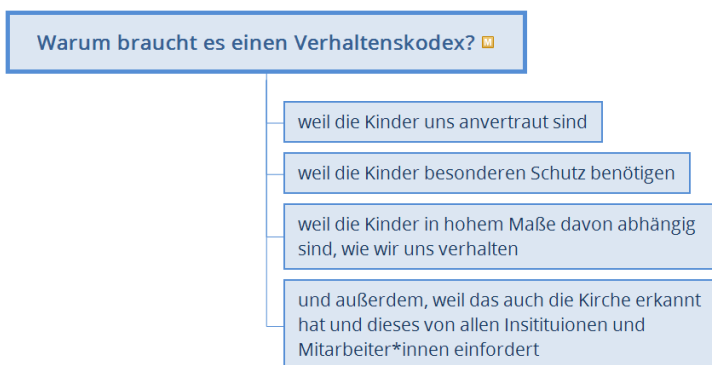 Warum braucht es einen Verhaltenskodex? M
weil die Kinder uns anvertraut sind
weil die Kinder besonderen Schutz benötigen
weil die Kinder in hohem Maße davon abhängig
sind, wie wir uns verhalten
und außerdem, weil das auch die Kirche erkannt
hat und dieses von allen Insitituionen und
Mitarbeiter*innen einfordert